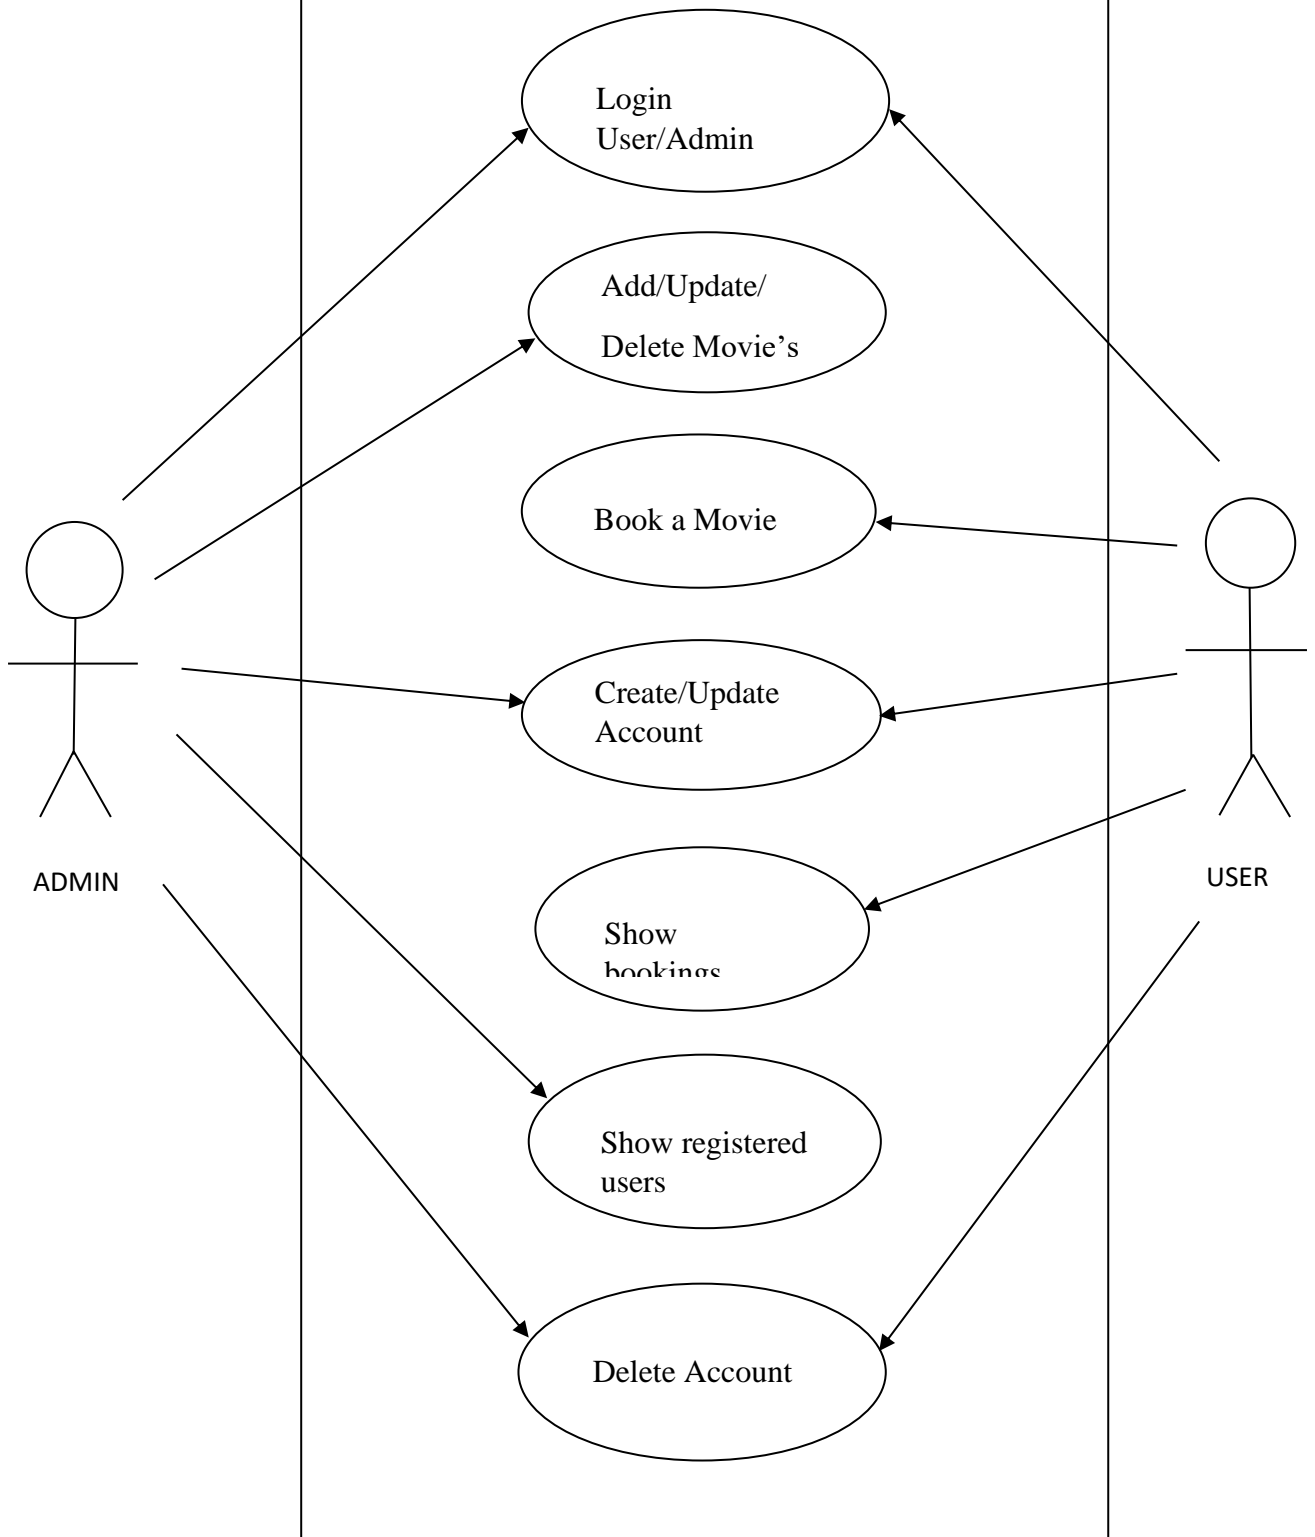 Login
User/Admin
Add/Update/
Delete Movie’s
Book a Movie
Create/Update
Account
Show
bookings
Show registered
users
Delete Account
ADMIN
USER